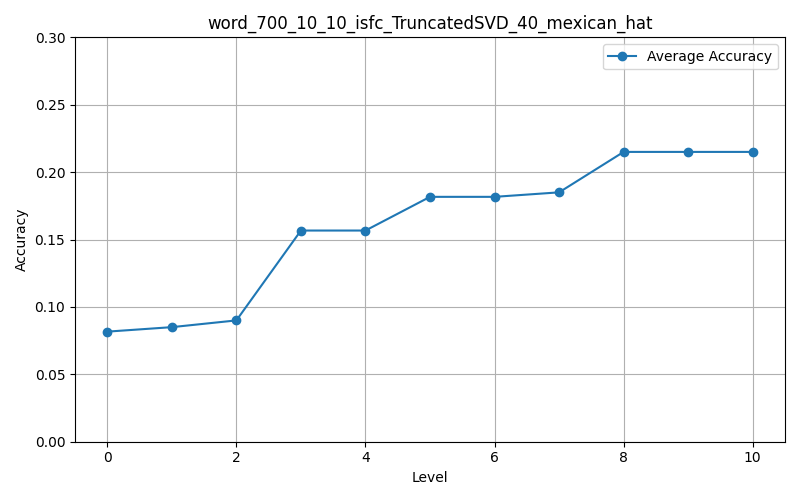 word_700_10_10_isfc_TruncatedSVD_40_mexican_hat
Average Accuracy
0.30
0.25
0.20
0.15
0.10
0.05
0.00
Accuracy
0 2 4 6 8 10
Level